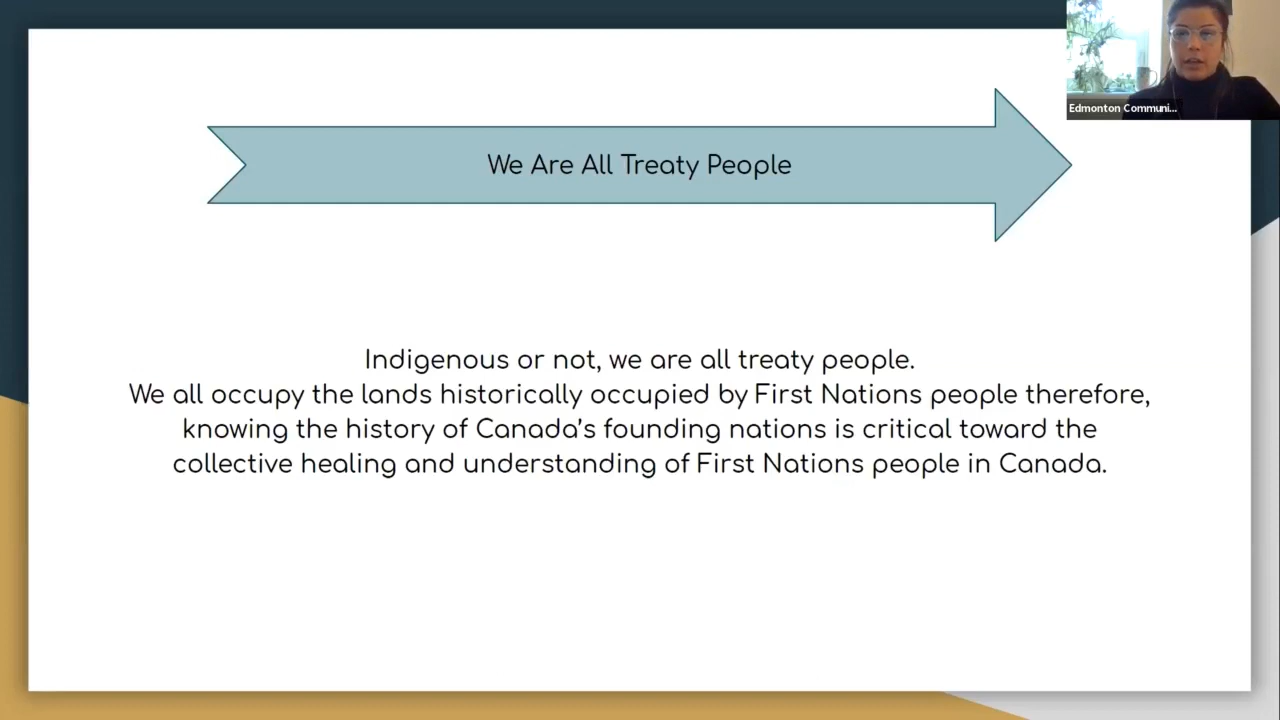 Edmonton Communi...
We Are All Treaty People
Indigenous or not, we are all treaty people.
We all occupy the lands historically occupied by First Nations people therefore,
knowing the history of Canada's founding nations is critical toward the
collective healing and understanding of First Nations people in Canada.